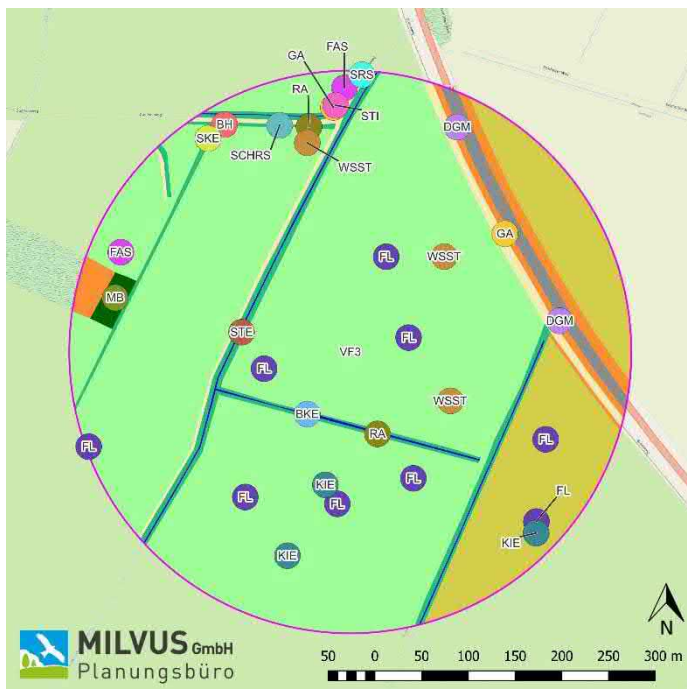 FAS
GA
SRS
RA
STI
BH
DGM
SKE
SCHRS
WSST
GA
FAS
FL
WSST
MB
DGM
STE
FL
VF3
FL
WSST
BKE
RA
FL
FL
KIE
FL
FL
FL
FL
KIE
KIE
N
MILVUS GmbH
Planungsbüro
50 0 50 100 150 200 250 300 m